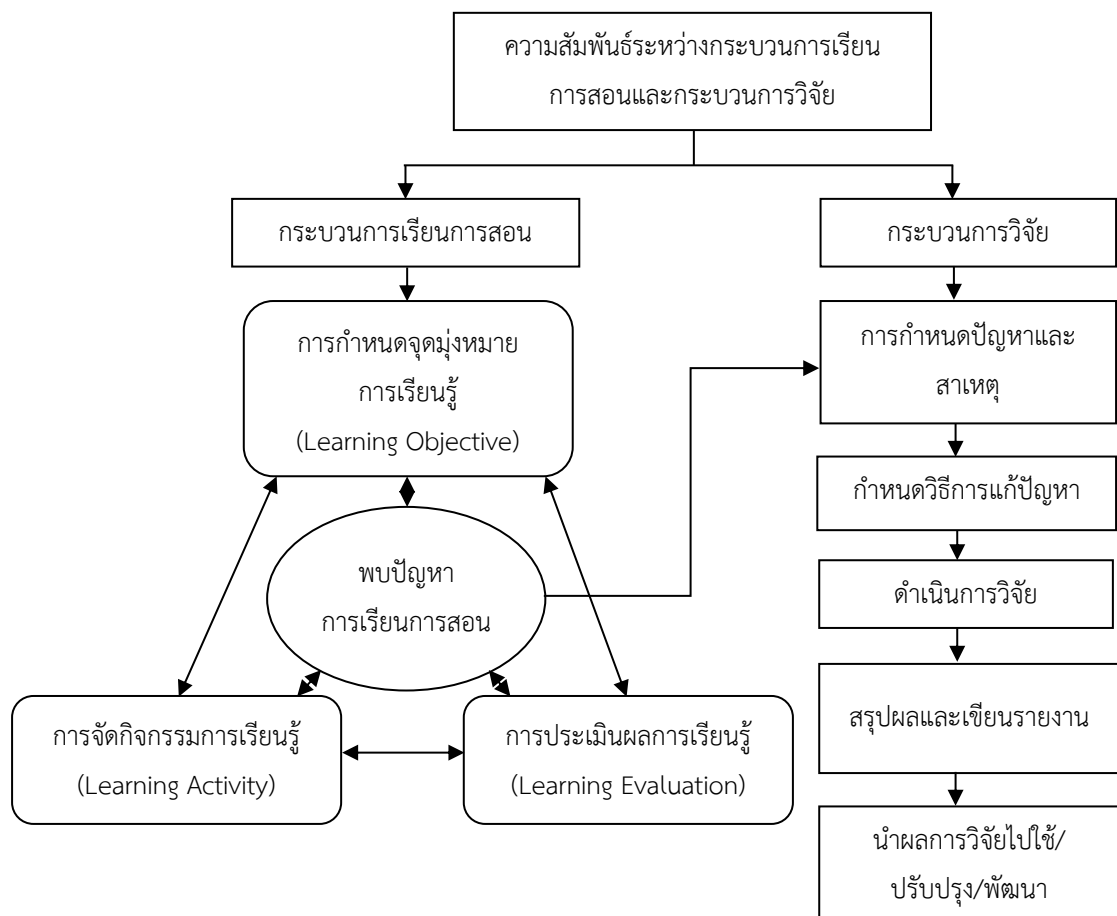 ความสัมพันธ์ระหว่างกระบวนการเรียน
การสอนและกระบวนการวิจัย
กระบวนการเรียนการสอน
การกำหนดจุดมุ่งหมาย
การเรียนรู้
(Learning Objective)
พบปัญหา
การเรียนการสอน
การจัดกิจกรรมการเรียนรู้
(Learning Activity)
การประเมินผลการเรียนรู้
(Learning Evaluation)
กระบวนการวิจัย
การกำหนดปัญหาและ
สาเหตุ
กำหนดวิธีการแก้ปัญหา
ดำเนินการวิจัย
สรุปผลและเขียนรายงาน
นำผลการวิจัยไปใช้/
ปรับปรุง/พัฒนา